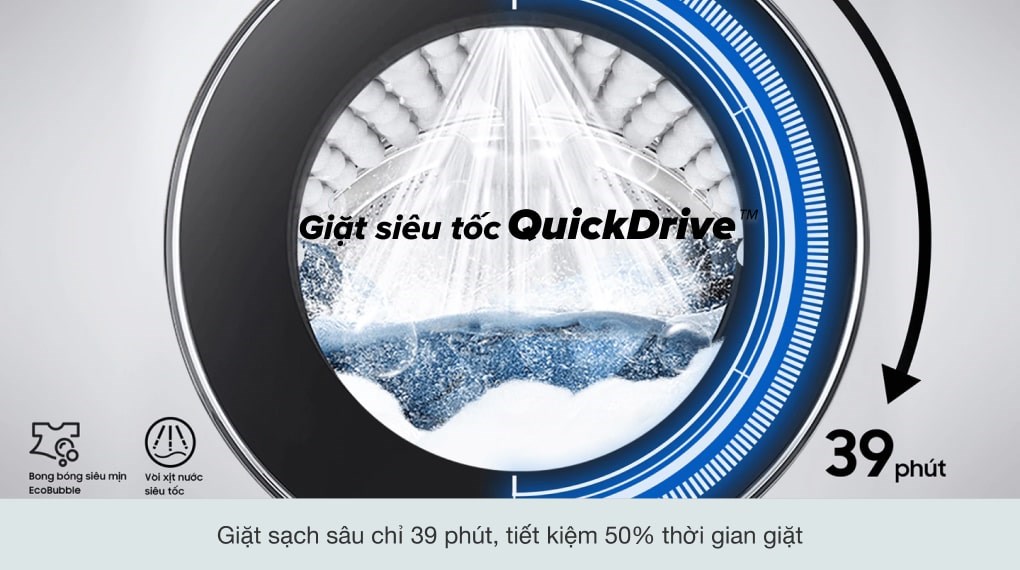 Giặt siêu tốc QuickDrive™
39 phút
Bong bóng siêu mịn
EcoBubble
Vòi xịt nước
siêu tốc
Giặt sạch sâu chỉ 39 phút, tiết kiệm 50% thời gian giặt